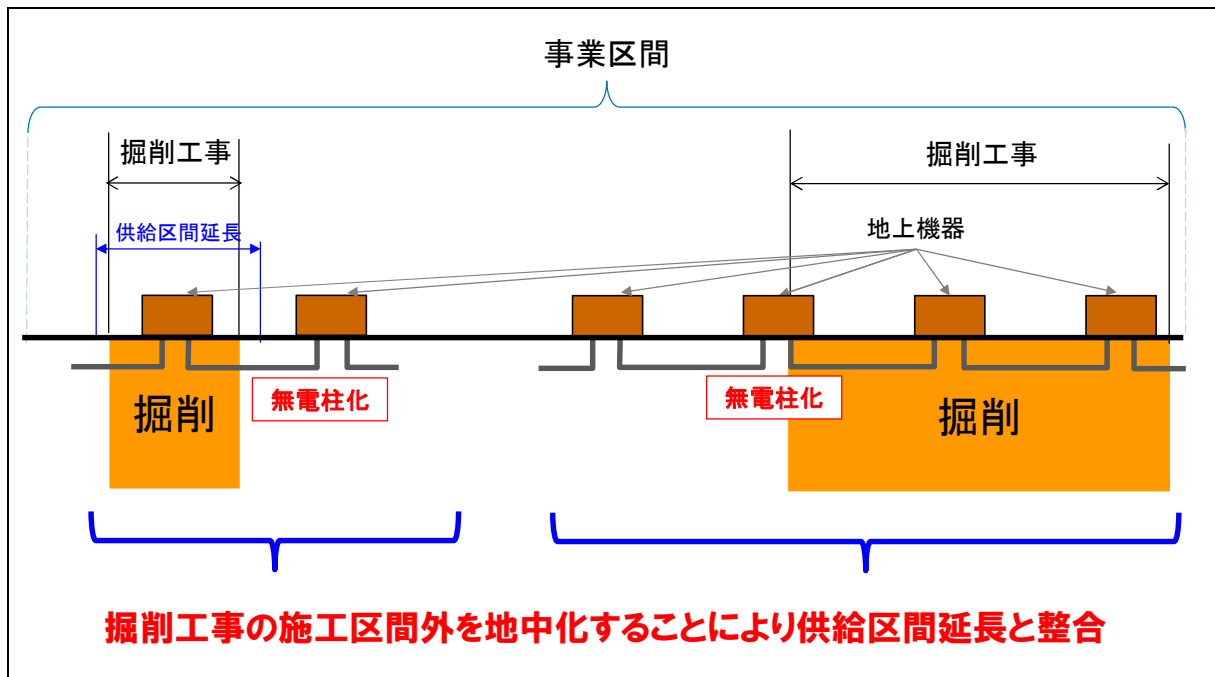 事業区間
掘削工事
掘削工事
供給区間延長
地上機器
無電柱化
無電柱化
掘削
掘削
掘削工事の施工区間外を地中化することにより供給区間延長と整合